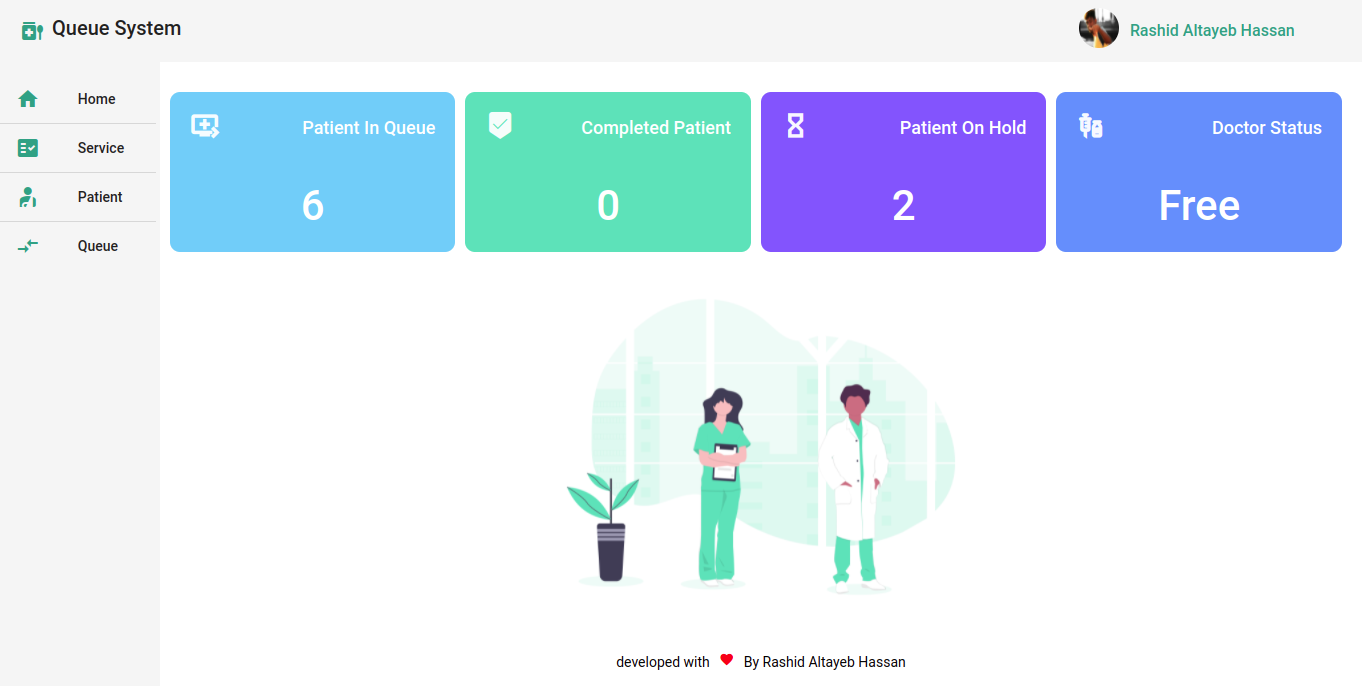 Queue System
Rashid Altayeb Hassan
Home
Service
Patient
Queue
Patient In Queue
6
Completed Patient
0
Patient On Hold
2
Doctor Status
Free
developed with ❤ By Rashid Altayeb Hassan